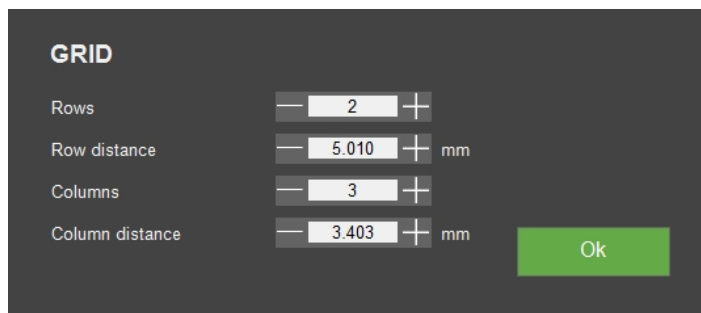 GRID
Rows — 2 +
Row distance — 5.010 + mm
Columns — 3 +
Column distance — 3.403 + mm
Ok